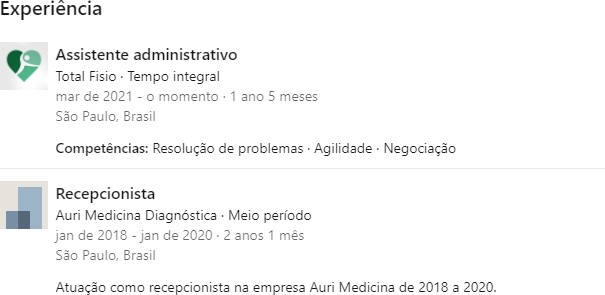 Experiência
Assistente administrativo
Total Fisio · Tempo integral
mar de 2021 - o momento · 1 ano 5 meses
São Paulo, Brasil
Competências: Resolução de problemas · Agilidade · Negociação
Recepcionista
Auri Medicina Diagnóstica · Meio período
jan de 2018 - jan de 2020 · 2 anos 1 mês
São Paulo, Brasil
Atuação como recepcionista na empresa Auri Medicina de 2018 a 2020.